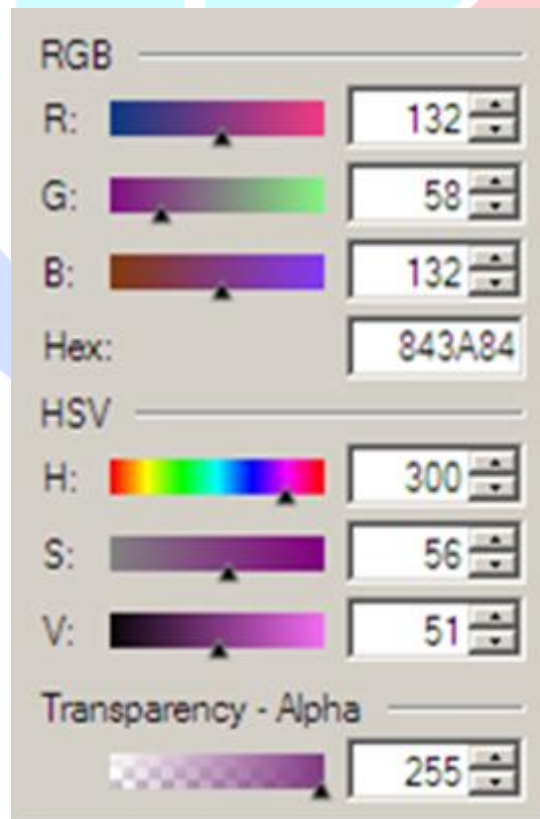 RGB
R: 132
G: 58
B: 132
Hex: 843A84
HSV
H: 300
S: 56
V: 51
Transparency - Alpha
255